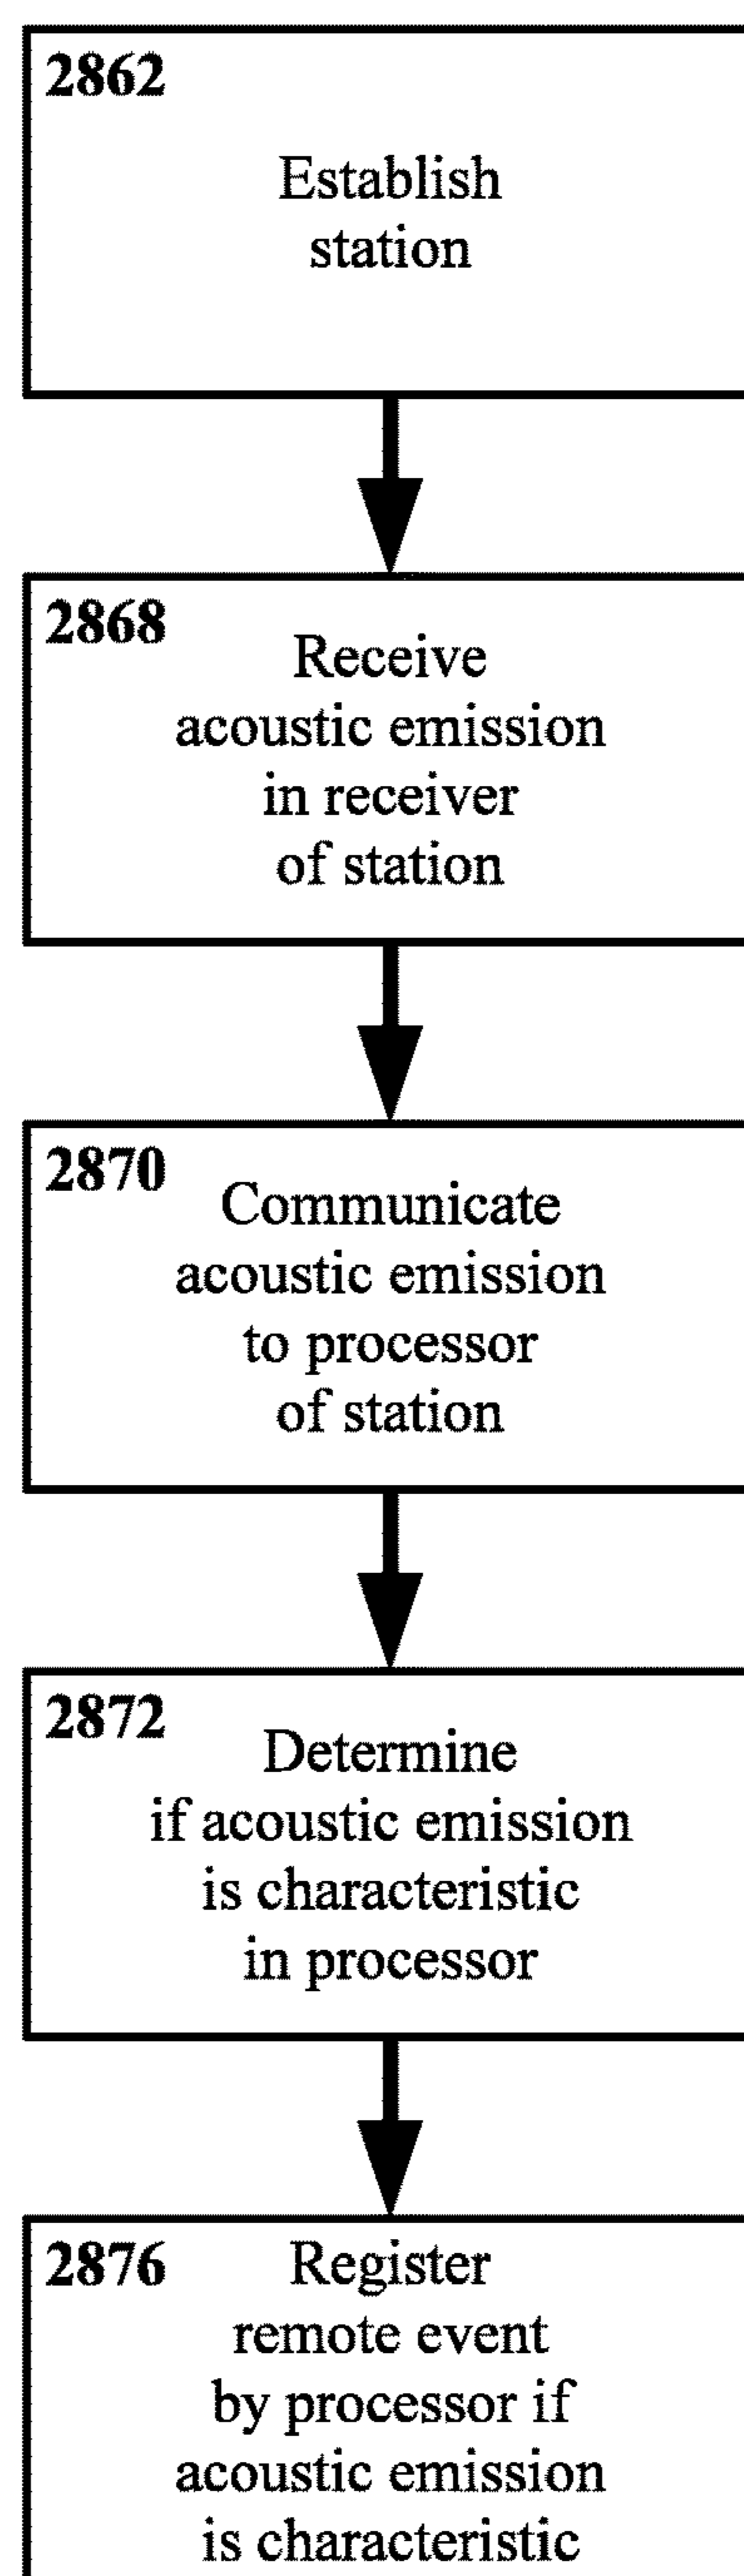 2862
Establish
station
2868
Receive
acoustic emission
in receiver
of station
2870
Communicate
acoustic emission
to processor
of station
2872
Determine
if acoustic emission
is characteristic
in processor
2876
Register
remote event
by processor if
acoustic emission
is characteristic